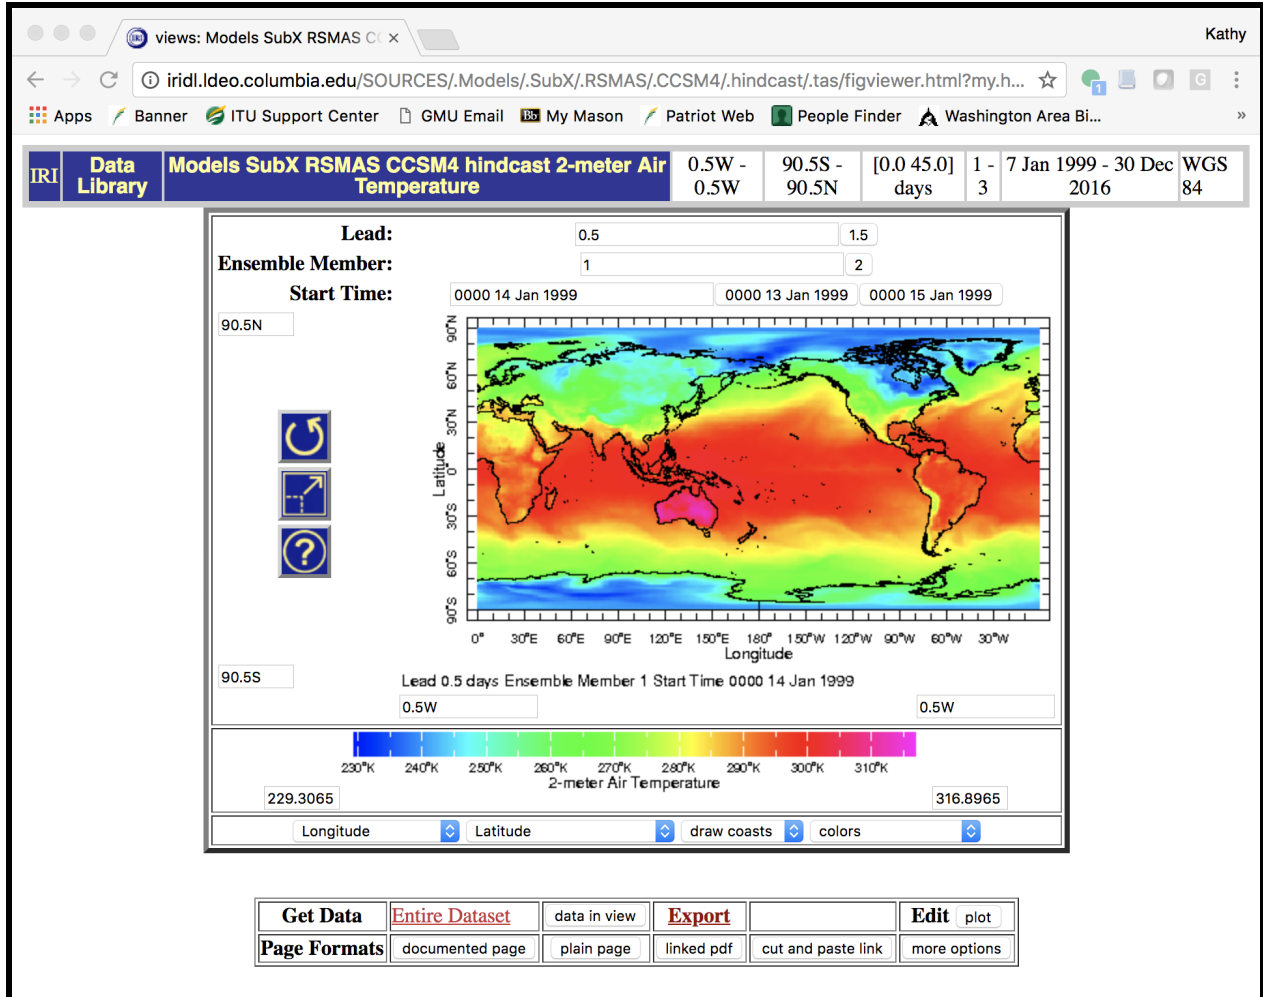 views: Models SubX RSMAS CC
Kathy
iridl.ldeo.columbia.edu/SOURCES/.Models/.SubX/.RSMAS/.CCSM4/.hindcast/.tas/figviewer.html?my.h...
1
G
Apps Banner ITU Support Center GMU Email Bb My Mason Patriot Web People Finder Washington Area Bi... »
IRI Data Library Models SubX RSMAS CCSM4 hindcast 2-meter Air Temperature 0.5W - 0.5W 90.5S - 90.5N [0.0 45.0] days 1 - 3 7 Jan 1999 - 30 Dec 2016 WGS 84
Lead: 0.5 1.5
Ensemble Member: 1 2
Start Time: 0000 14 Jan 1999 0000 13 Jan 1999 0000 15 Jan 1999
90.5N
90°N
60°N
30°N
0°
30°S
60°S
90°S
Latitude
?
0° 30°E 60°E 90°E 120°E 150°E 180° 150°W 120°W 90°W 60°W 30°W
Longitude
90.5S
Lead 0.5 days Ensemble Member 1 Start Time 0000 14 Jan 1999
0.5W 0.5W
230°K 240°K 250°K 260°K 270°K 280°K 290°K 300°K 310°K
2-meter Air Temperature
229.3065 316.8965
Longitude Latitude draw coasts colors
Get Data Entire Dataset data in view Export Edit plot
Page Formats documented page plain page linked pdf cut and paste link more options